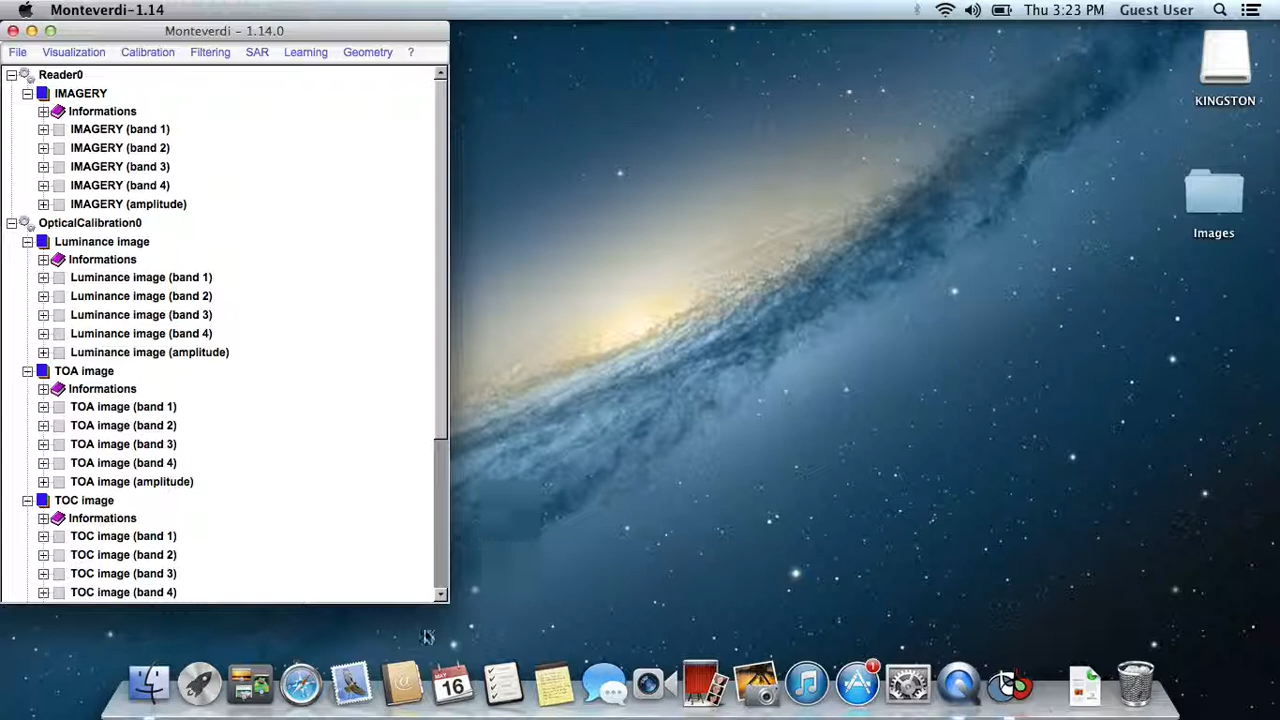 Monteverdi-1.14
Thu 3:23 PM Guest User
Monteverdi - 1.14.0
File Visualization Calibration Filtering SAR Learning Geometry ?
Reader0
IMAGERY
Informations
IMAGERY (band 1)
IMAGERY (band 2)
IMAGERY (band 3)
IMAGERY (band 4)
IMAGERY (amplitude)
OpticalCalibration0
Luminance image
Informations
Luminance image (band 1)
Luminance image (band 2)
Luminance image (band 3)
Luminance image (band 4)
Luminance image (amplitude)
TOA image
Informations
TOA image (band 1)
TOA image (band 2)
TOA image (band 3)
TOA image (band 4)
TOA image (amplitude)
TOC image
Informations
TOC image (band 1)
TOC image (band 2)
TOC image (band 3)
TOC image (band 4)
KINGSTON
Images
MAY
16
1